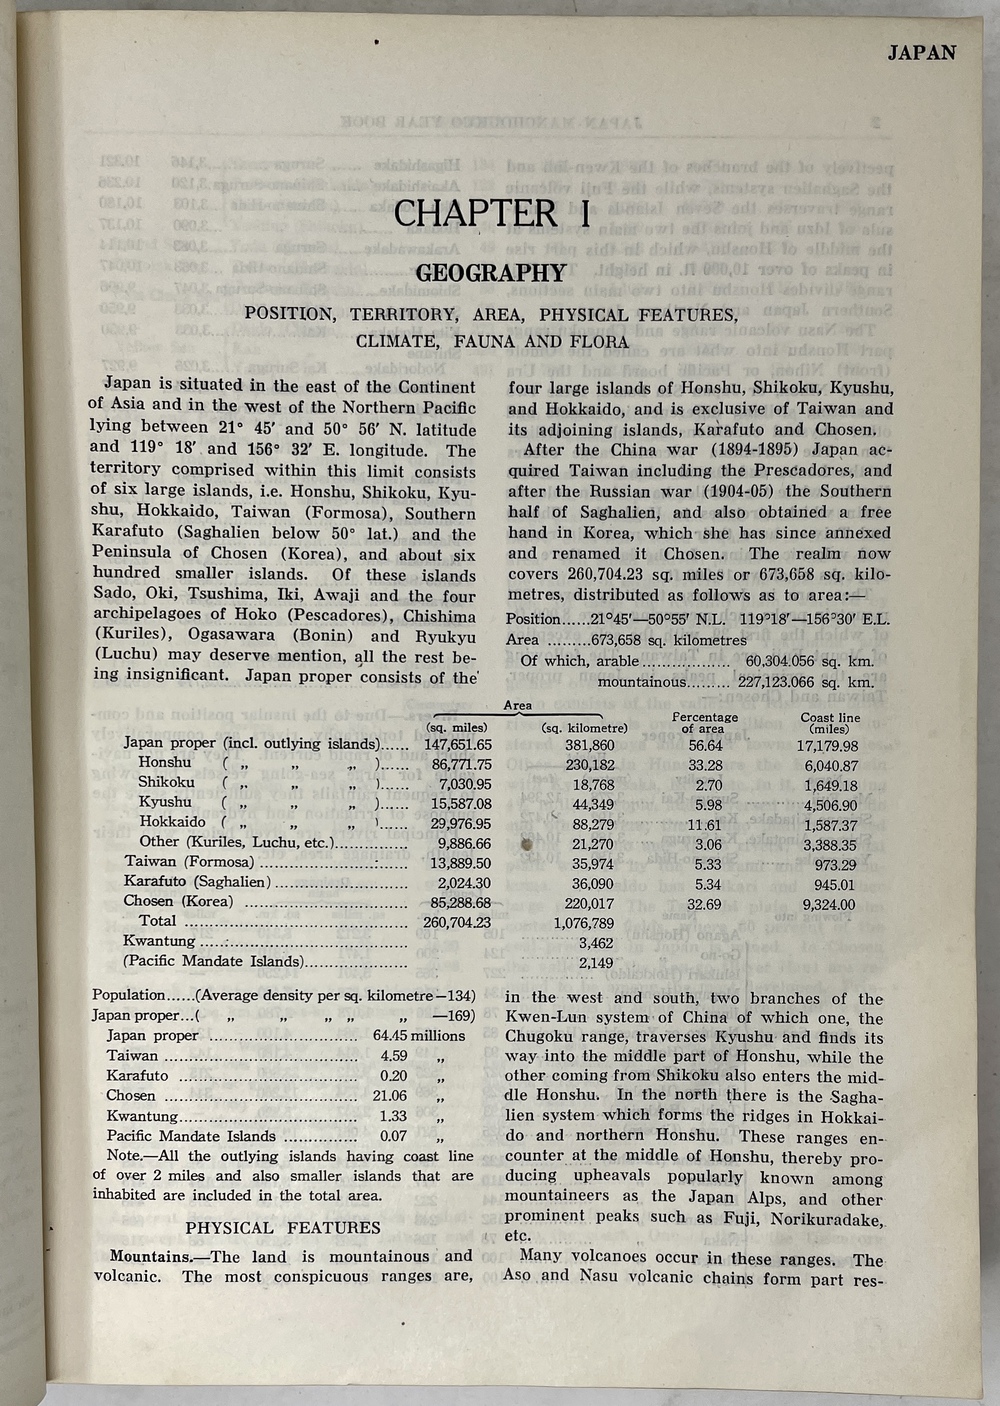 JAPAN
CHAPTER I
GEOGRAPHY
POSITION, TERRITORY, AREA, PHYSICAL FEATURES,
CLIMATE, FAUNA AND FLORA
Japan is situated in the east of the Continent
of Asia and in the west of the Northern Pacific
lying between 21° 45′ and 50° 56′ N. latitude
and 119° 18′ and 156° 32′ E. longitude. The
territory comprised within this limit consists
of six large islands, i.e. Honshu, Shikoku, Kyu-
shu, Hokkaido, Taiwan (Formosa), Southern
Karafuto (Saghalien below 50° lat.) and the
Peninsula of Chosen (Korea), and about six
hundred smaller islands. Of these islands
Sado, Oki, Tsushima, Iki, Awaji and the four
archipelagoes of Hoko (Pescadores), Chishima
(Kuriles), Ogasawara (Bonin) and Ryukyu
(Luchu) may deserve mention, all the rest be-
ing insignificant. Japan proper consists of the
four large islands of Honshu, Shikoku, Kyushu,
and Hokkaido, and is exclusive of Taiwan and
its adjoining islands, Karafuto and Chosen.
After the China war (1894-1895) Japan ac-
quired Taiwan including the Prescadores, and
after the Russian war (1904-05) the Southern
half of Saghalien, and also obtained a free
hand in Korea, which she has since annexed
and renamed it Chosen. The realm now
covers 260,704.23 sq. miles or 673,658 sq. kilo-
metres, distributed as follows as to area:—
Position......21°45′—50°55′ N.L. 119°18′—156°30′ E.L.
Area .........673,658 sq. kilometres
Of which, arable.................. 60,304.056 sq. km.
mountainous......... 227,123.066 sq. km.
Area
(sq. miles) (sq. kilometre) Percentage of area Coast line (miles)
Japan proper (incl. outlying islands)...... 147,651.65 381,860 56.64 17,179.98
Honshu ( „ „ „ )...... 86,771.75 230,182 33.28 6,040.87
Shikoku ( „ „ „ )...... 7,030.95 18,768 2.70 1,649.18
Kyushu ( „ „ „ )...... 15,587.08 44,349 5.98 4,506.90
Hokkaido ( „ „ „ )...... 29,976.95 88,279 11.61 1,587.37
Other (Kuriles, Luchu, etc.)............... 9,886.66 21,270 3.06 3,388.35
Taiwan (Formosa) .............................. 13,889.50 35,974 5.33 973.29
Karafuto (Saghalien)........................... 2,024.30 36,090 5.34 945.01
Chosen (Korea) .................................. 85,288.68 220,017 32.69 9,324.00
Total .............................................. 260,704.23 1,076,789
Kwantung .......................................... 3,462
(Pacific Mandate Islands)..................... 2,149
Population......(Average density per sq. kilometre—134)
Japan proper...( „ „ „ „ „ —169)
Japan proper ................................. 64.45 millions
Taiwan .......................................... 4.59 „
Karafuto ....................................... 0.20 „
Chosen .......................................... 21.06 „
Kwantung...................................... 1.33 „
Pacific Mandate Islands ............... 0.07 „
Note.—All the outlying islands having coast line
of over 2 miles and also smaller islands that are
inhabited are included in the total area.
PHYSICAL FEATURES
Mountains.—The land is mountainous and
volcanic. The most conspicuous ranges are,
in the west and south, two branches of the
Kwen-Lun system of China of which one, the
Chugoku range, traverses Kyushu and finds its
way into the middle part of Honshu, while the
other coming from Shikoku also enters the mid-
dle Honshu. In the north there is the Sagha-
lien system which forms the ridges in Hokkai-
do and northern Honshu. These ranges en-
counter at the middle of Honshu, thereby pro-
ducing upheavals popularly known among
mountaineers as the Japan Alps, and other
prominent peaks such as Fuji, Norikuradake,
etc.
Many volcanoes occur in these ranges. The
Aso and Nasu volcanic chains form part res-